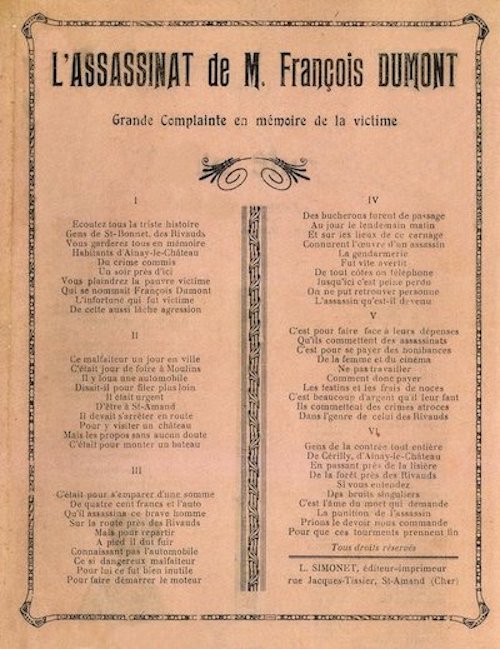 L'ASSASSINAT de M. François DUMONT
Grande Complainte en mémoire de la victime
I
Ecoutez tous la triste histoire
Gens de St-Bonnet, des Rivauds
Vous garderez tous en mémoire
Habitants d'Ainay-le-Château
Du crime commis
Un soir près d'ici
Vous plaindrez la pauvre victime
Qui se nommait François Dumont
L'infortuné qui fut victime
De cette aussi lâche agression
II
Ce malfaiteur un jour en ville
C'était jour de foire à Moulins
Il y loua une automobile
Disait-il pour filer plus loin
Il était urgent
D'être à St-Amand
Il devait s'arrêter en route
Pour y visiter un château
Mais les propos sans aucun doute
C'était pour monter un bateau
III
C'était pour s'emparer d'une somme
De quatre cent francs et l'auto
Qu'il assassina ce brave homme
Sur la route près des Rivauds
Mais pour repartir
A pied il dut fuir
Connaissant pas l'automobile
Ce si dangereux malfaiteur
Pour lui ce fut bien inutile
Pour faire démarrer le moteur
IV
Des bucherons furent de passage
Au jour le lendemain matin
Et sur les lieux de ce carnage
Connurent l'œuvre d'un assassin
La gendarmerie
Fut vite avertit
De tout côtés on téléphone
Jusqu'ici c'est peine perdu
On ne put retrouver personne
L'assassin qu'est-il devenu
V
C'est pour faire face à leurs dépenses
Qu'ils commettent des assassinats
C'est pour se payer des bombances
De la femme et du cinéma
Ne pas travailler
Comment donc payer
Les festins et les frais de noces
C'est beaucoup d'argent qu'il leur faut
Ils commettent des crimes atroces
Dans l'genre de celui des Rivauds
VI
Gens de la contrée tout entière
De Cérilly, d'Ainay-le-Château
En passant près de la lisière
De la forêt près des Rivauds
Si vous entendez
Des bruits singuliers
C'est l'âme du mort qui demande
La punition de l'assassin
Prions le devoir nous commande
Pour que ces tourments prennent fin
Tous droits réservés
L. SIMONET, éditeur-imprimeur
rue Jacques-Tissier, St-Amand (Cher)